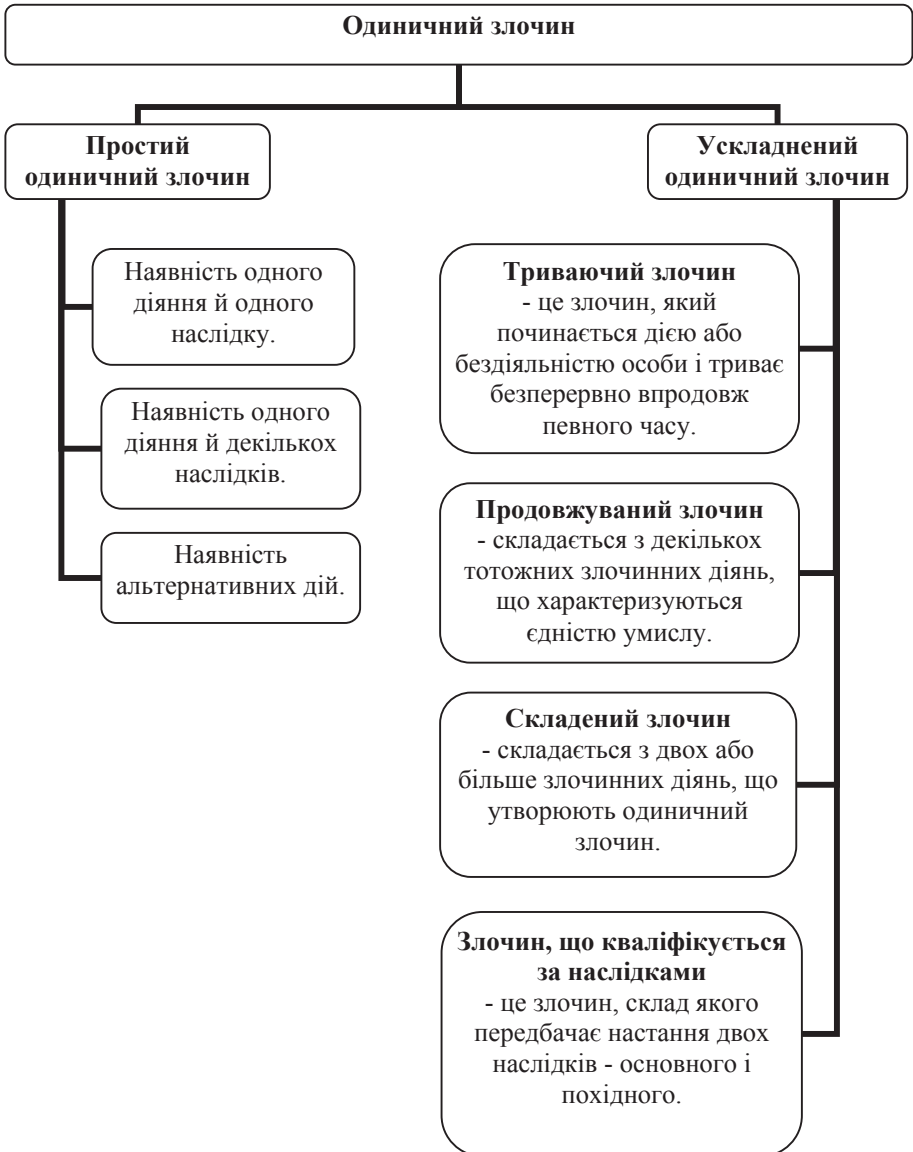 Одиничний злочин
Простий
одиничний злочин
Наявність одного
діяння й одного
наслідку.
Наявність одного
діяння й декількох
наслідків.
Наявність
альтернативних дій.
Ускладнений
одиничний злочин
Триваючий злочин
- це злочин, який
починається дією або
бездіяльністю особи і триває
безперервно впродовж
певного часу.
Продовжуваний злочин
- складається з декількох
тотожних злочинних діянь,
що характеризуються
єдністю умислу.
Складений злочин
- складається з двох або
більше злочинних діянь, що
утворюють одиничний
злочин.
Злочин, що кваліфікується
за наслідками
- це злочин, склад якого
передбачає настання двох
наслідків - основного і
похідного.